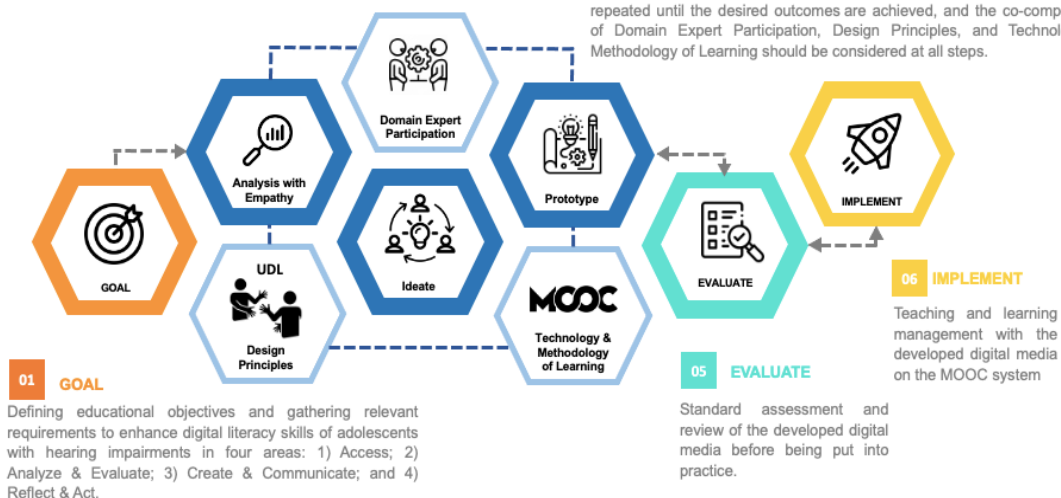 repeated until the desired outcomes are achieved, and the co-comp
of Domain Expert Participation, Design Principles, and Technol
Methodology of Learning should be considered at all steps.
Domain Expert
Participation
Analysis with
Empathy
Prototype
IMPLEMENT
GOAL
UDL
Design
Principles
Ideate
MOOC
Technology &
Methodology
of Learning
EVALUATE
01 GOAL
Defining educational objectives and gathering relevant
requirements to enhance digital literacy skills of adolescents
with hearing impairments in four areas: 1) Access; 2)
Analyze & Evaluate; 3) Create & Communicate; and 4)
Reflect & Act.
05 EVALUATE
Standard assessment and
review of the developed digital
media before being put into
practice.
06 IMPLEMENT
Teaching and learning
management with the
developed digital media
on the MOOC system